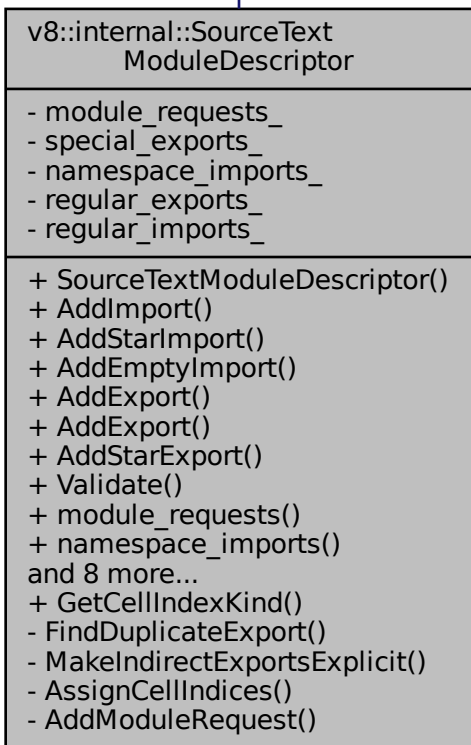 v8::internal::SourceText
ModuleDescriptor
- module_requests_
- special_exports_
- namespace_imports_
- regular_exports_
- regular_imports_
+ SourceTextModuleDescriptor()
+ AddImport()
+ AddStarImport()
+ AddEmptyImport()
+ AddExport()
+ AddExport()
+ AddStarExport()
+ Validate()
+ module_requests()
+ namespace_imports()
and 8 more...
+ GetCellIndexKind()
- FindDuplicateExport()
- MakeIndirectExportsExplicit()
- AssignCellIndices()
- AddModuleRequest()